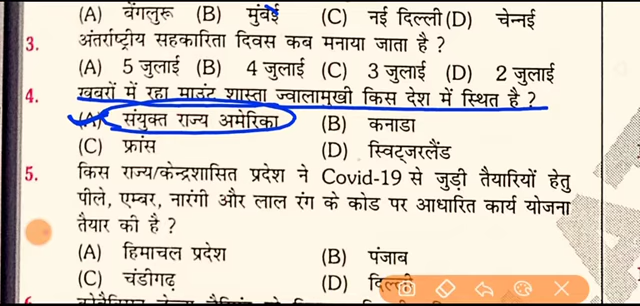 (A) बेंगलुरू (B) मुंबई (C) नई दिल्ली (D) चेन्नई
3. अंतर्राष्ट्रीय सहकारिता दिवस कब मनाया जाता है ?
(A) 5 जुलाई (B) 4 जुलाई (C) 3 जुलाई (D) 2 जुलाई
4. खबरों में रहा माउंट शास्ता ज्वालामुखी किस देश में स्थित है ?
(A) संयुक्त राज्य अमेरिका (B) कनाडा
(C) फ्रांस (D) स्विट्जरलैंड
5. किस राज्य/केन्द्रशासित प्रदेश ने Covid-19 से जुड़ी तैयारियों हेतु
पीले, एम्बर, नारंगी और लाल रंग के कोड पर आधारित कार्य योजना
तैयार की है ?
(A) हिमाचल प्रदेश (B) पंजाब
(C) चंडीगढ़ (D) दिल्ली